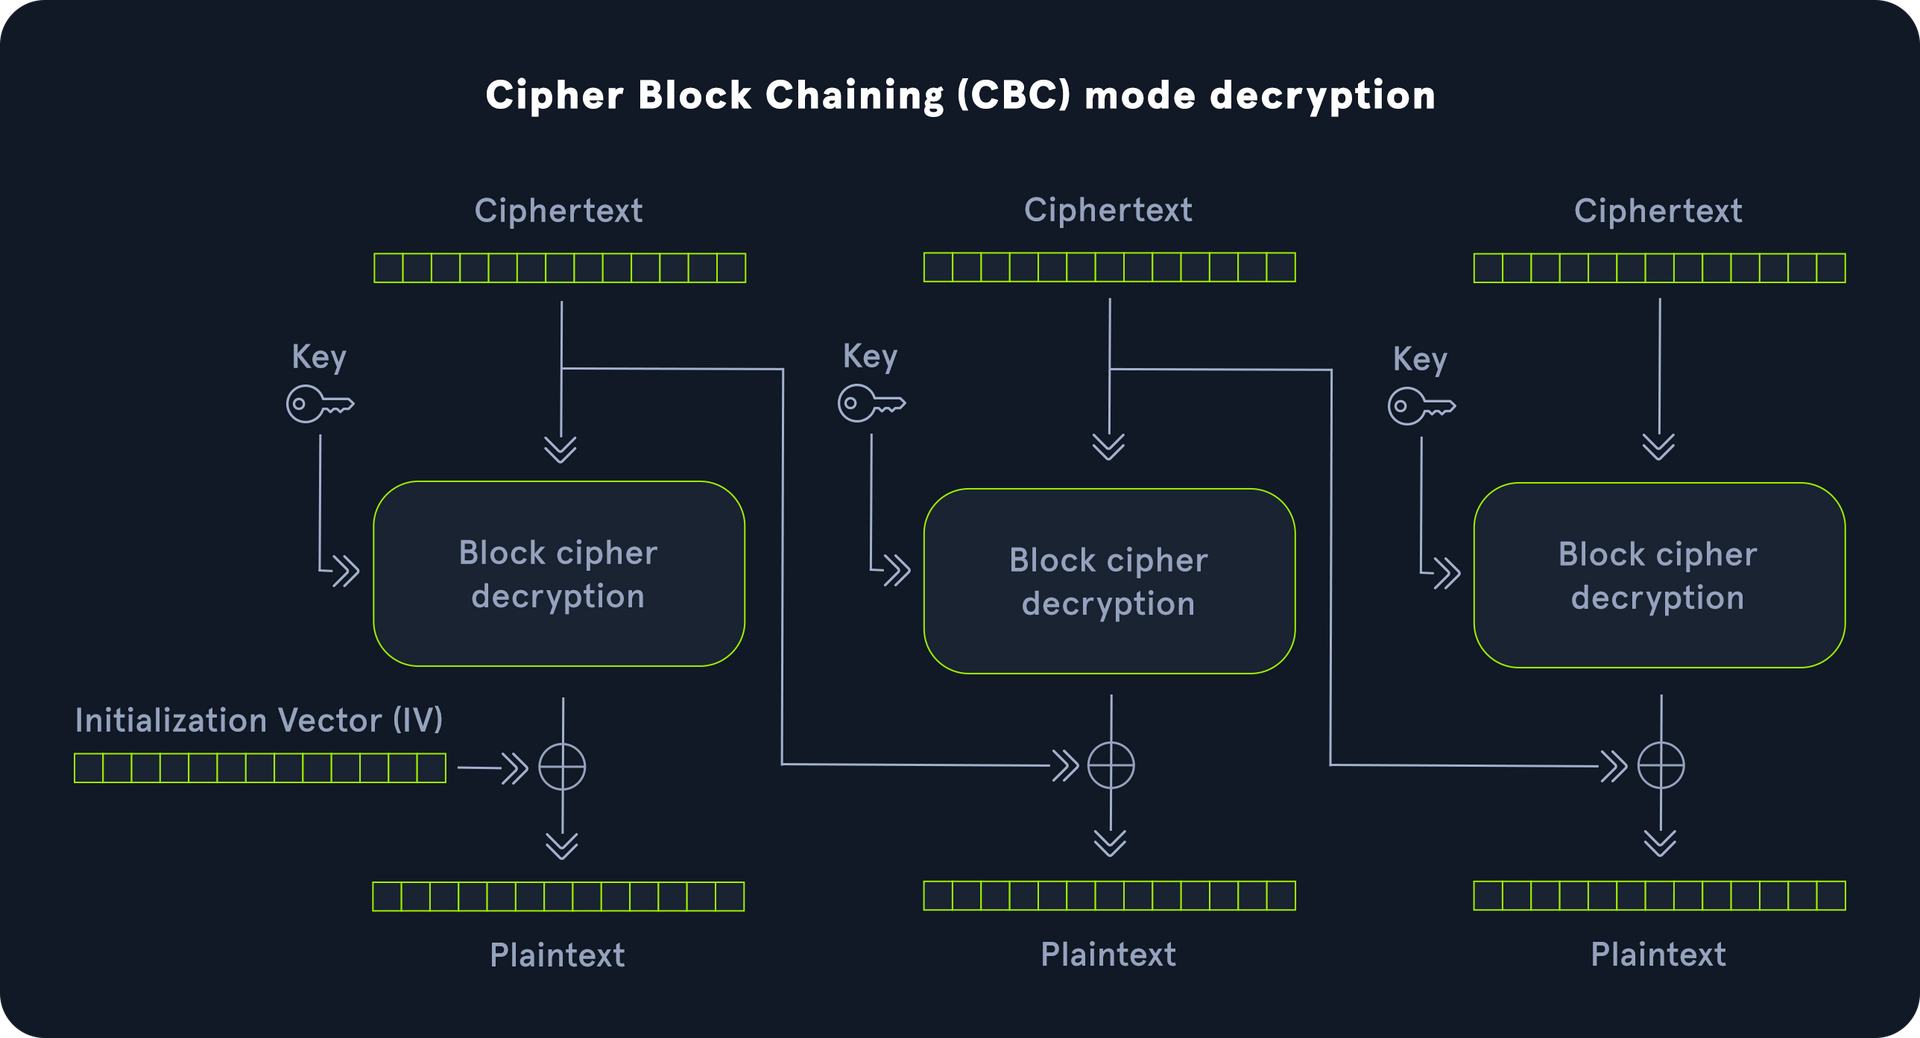 Cipher Block Chaining (CBC) mode decryption
Ciphertext
Ciphertext
Ciphertext
Key
Key
Key
Block cipher
decryption
Block cipher
decryption
Block cipher
decryption
Initialization Vector (IV)
Plaintext
Plaintext
Plaintext